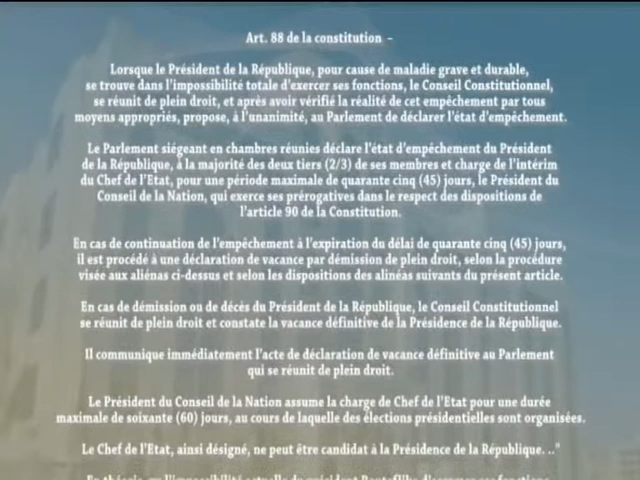 Art. 88 de la constitution –
Lorsque le Président de la République, pour cause de maladie grave et durable,
se trouve dans l'impossibilité totale d'exercer ses fonctions, le Conseil Constitutionnel,
se réunit de plein droit, et après avoir vérifié la réalité de cet empêchement par tous
moyens appropriés, propose, à l'unanimité, au Parlement de déclarer l'état d'empêchement.
Le Parlement siégeant en chambres réunies déclare l'état d'empêchement du Président
de la République, à la majorité des deux tiers (2/3) de ses membres et charge de l'intérim
du Chef de l'Etat, pour une période maximale de quarante cinq (45) jours, le Président du
Conseil de la Nation, qui exerce ses prérogatives dans le respect des dispositions de
l'article 90 de la Constitution.
En cas de continuation de l'empêchement à l'expiration du délai de quarante cinq (45) jours,
il est procédé à une déclaration de vacance par démission de plein droit, selon la procédure
visée aux aliénas ci-dessus et selon les dispositions des alinéas suivants du présent article.
En cas de démission ou de décès du Président de la République, le Conseil Constitutionnel
se réunit de plein droit et constate la vacance définitive de la Présidence de la République.
Il communique immédiatement l'acte de déclaration de vacance définitive au Parlement
qui se réunit de plein droit.
Le Président du Conseil de la Nation assume la charge de Chef de l'Etat pour une durée
maximale de soixante (60) jours, au cours de laquelle des élections présidentielles sont organisées.
Le Chef de l'Etat, ainsi désigné, ne peut être candidat à la Présidence de la République. .."